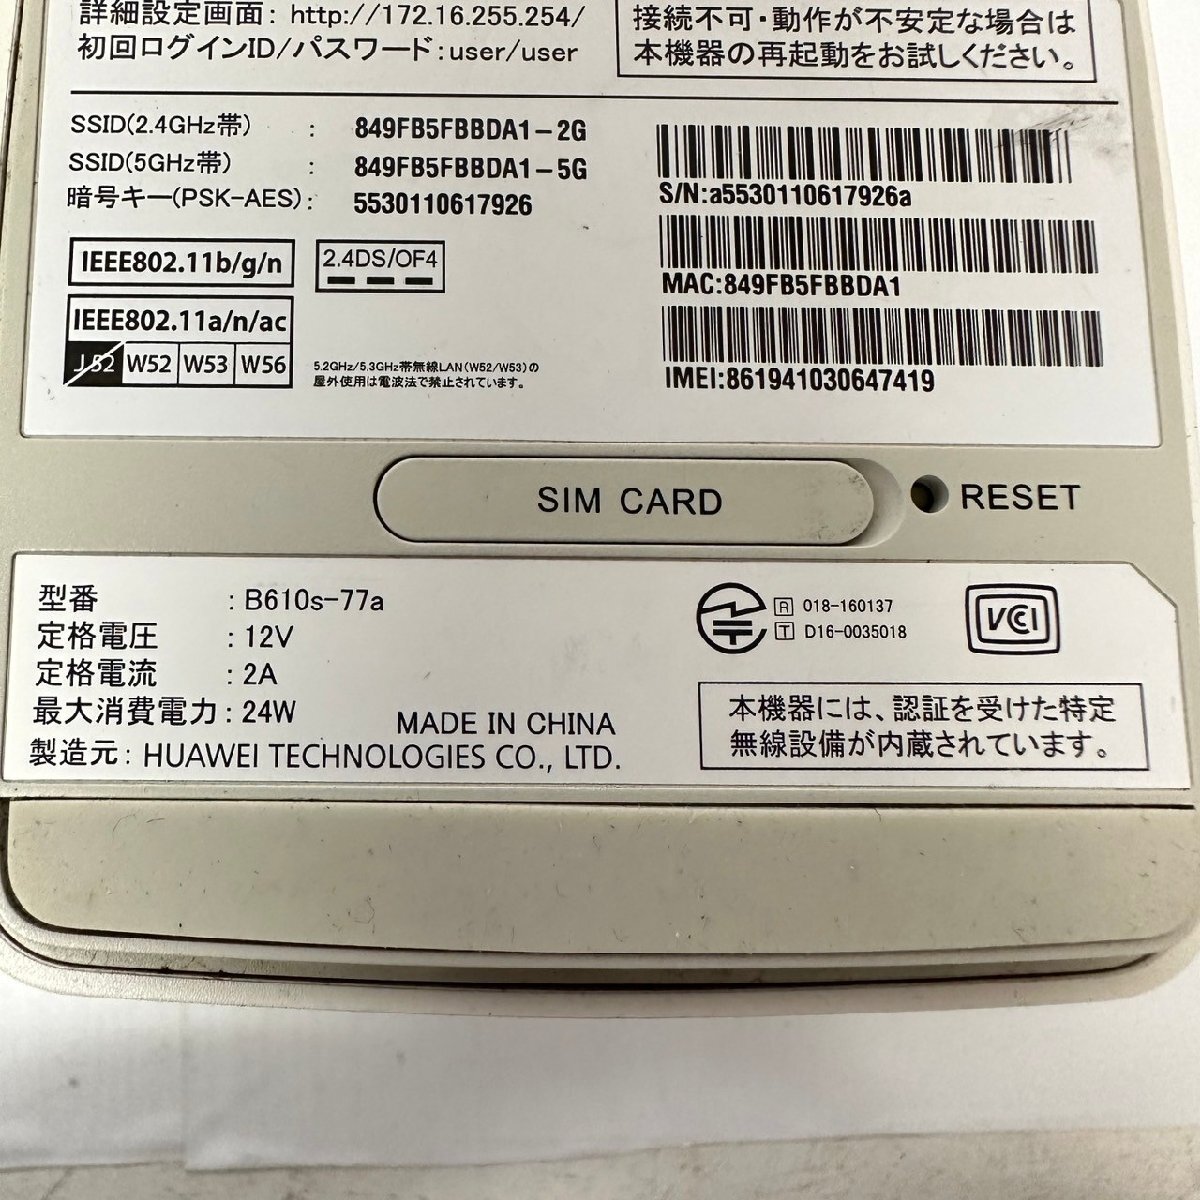 詳細設定画面: http://172.16.255.254/
初回ログインID/パスワード:user/user
接続不可・動作が不安定な場合は
本機器の再起動をお試しください。
SSID(2.4GHz帯) : 849FB5FBBDA1-2G
SSID(5GHz帯) : 849FB5FBBDA1-5G
暗号キー(PSK-AES): 5530110617926
S/N:a5530110617926a
MAC:849FB5FBBDA1
IMEI:861941030647419
IEEE802.11b/g/n
2.4DS/OF4
IEEE802.11a/n/ac
J52 W52 W53 W56
5.2GHz/5.3GHz帯無線LAN(W52/W53)の
屋外使用は電波法で禁止されています。
SIM CARD
RESET
型番 : B610s-77a
定格電圧 : 12V
定格電流 : 2A
最大消費電力: 24W
MADE IN CHINA
製造元: HUAWEI TECHNOLOGIES CO., LTD.
R 018-160137
T D16-0035018
VCCI
本機器には、認証を受けた特定
無線設備が内蔵されています。